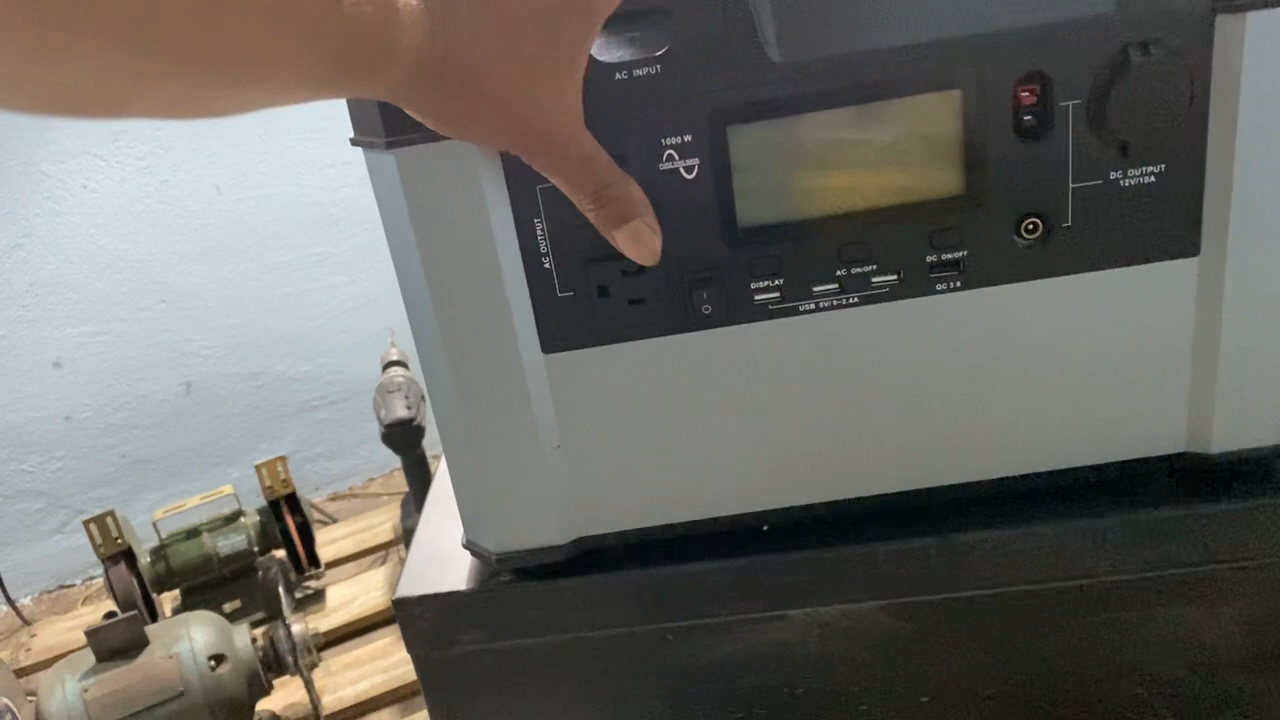 AC INPUT
1000 W
PURE SINE WAVE
AC OUTPUT
DC OUTPUT
12V/10A
DISPLAY
AC ON/OFF
DC ON/OFF
USB 5V/0~2.4A
QC 3.0